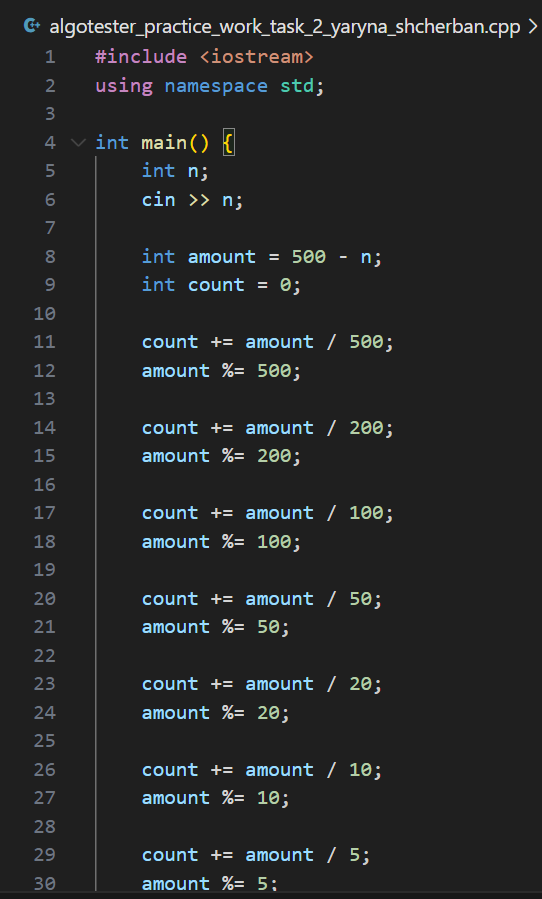 algotester_practice_work_task_2_yaryna_shcherban.cpp >
1 #include <iostream>
2 using namespace std;
3
4 int main() {
5 int n;
6 cin >> n;
7
8 int amount = 500 - n;
9 int count = 0;
10
11 count += amount / 500;
12 amount %= 500;
13
14 count += amount / 200;
15 amount %= 200;
16
17 count += amount / 100;
18 amount %= 100;
19
20 count += amount / 50;
21 amount %= 50;
22
23 count += amount / 20;
24 amount %= 20;
25
26 count += amount / 10;
27 amount %= 10;
28
29 count += amount / 5;
30 amount %= 5;